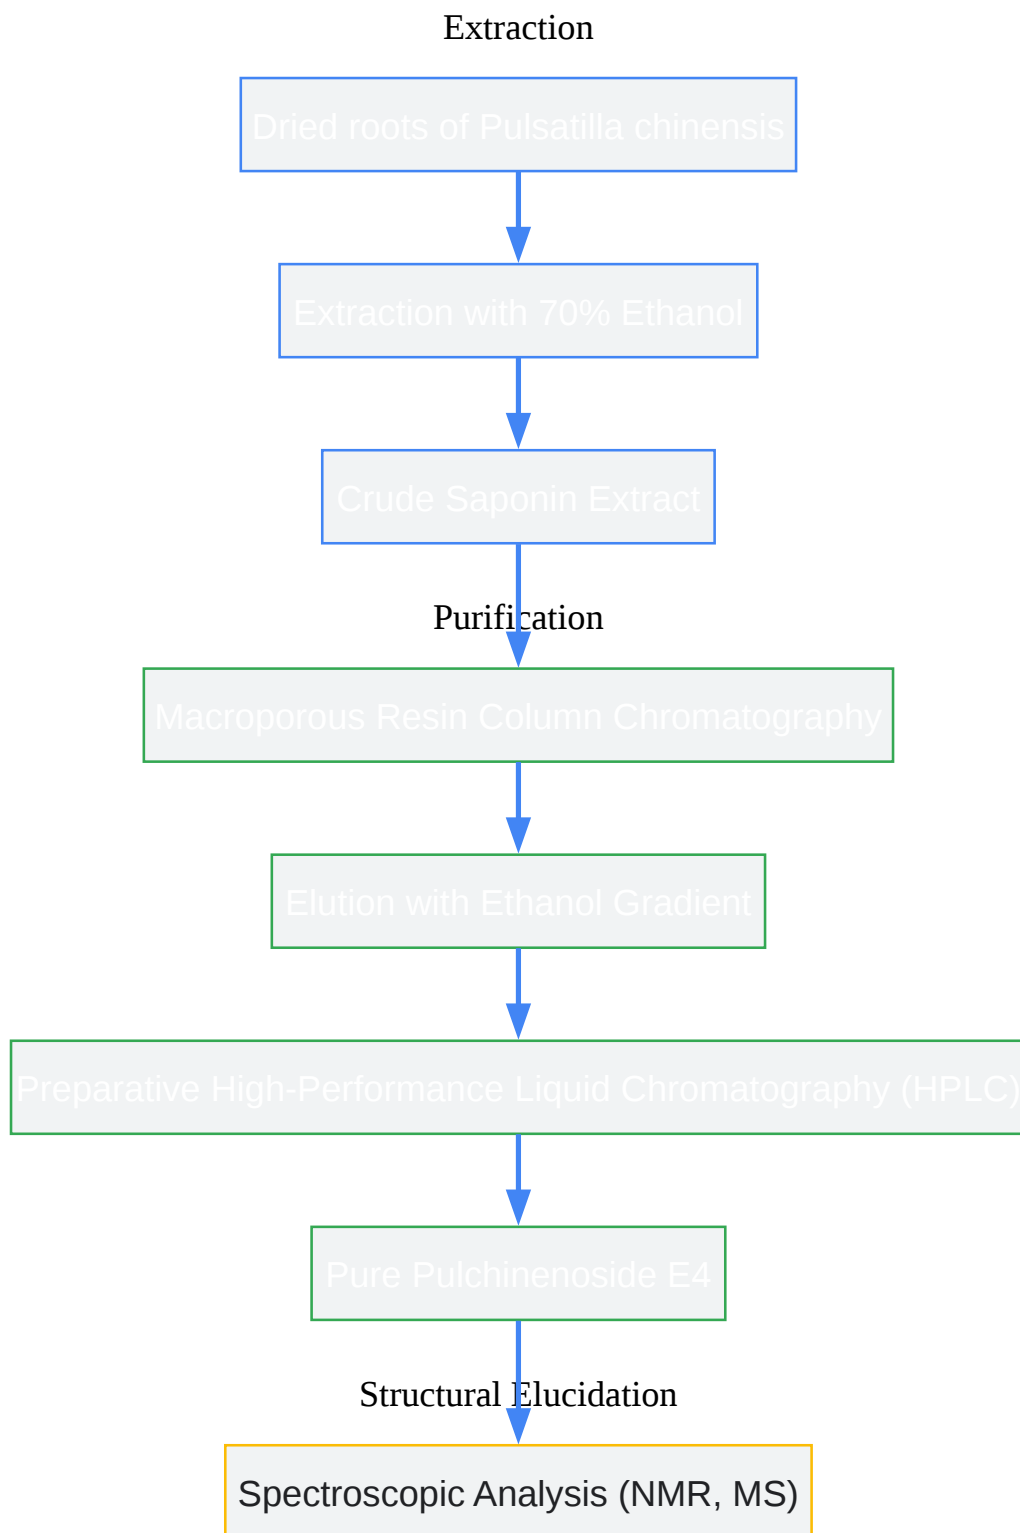 Extraction
Dried roots of Pulsatilla chinensis
Extraction with 70% Ethanol
Crude Saponin Extract
Purification
Macroporous Resin Column Chromatography
Elution with Ethanol Gradient
Preparative High-Performance Liquid Chromatography (HPLC)
Pure Pulchinenoside E4
Structural Elucidation
Spectroscopic Analysis (NMR, MS)